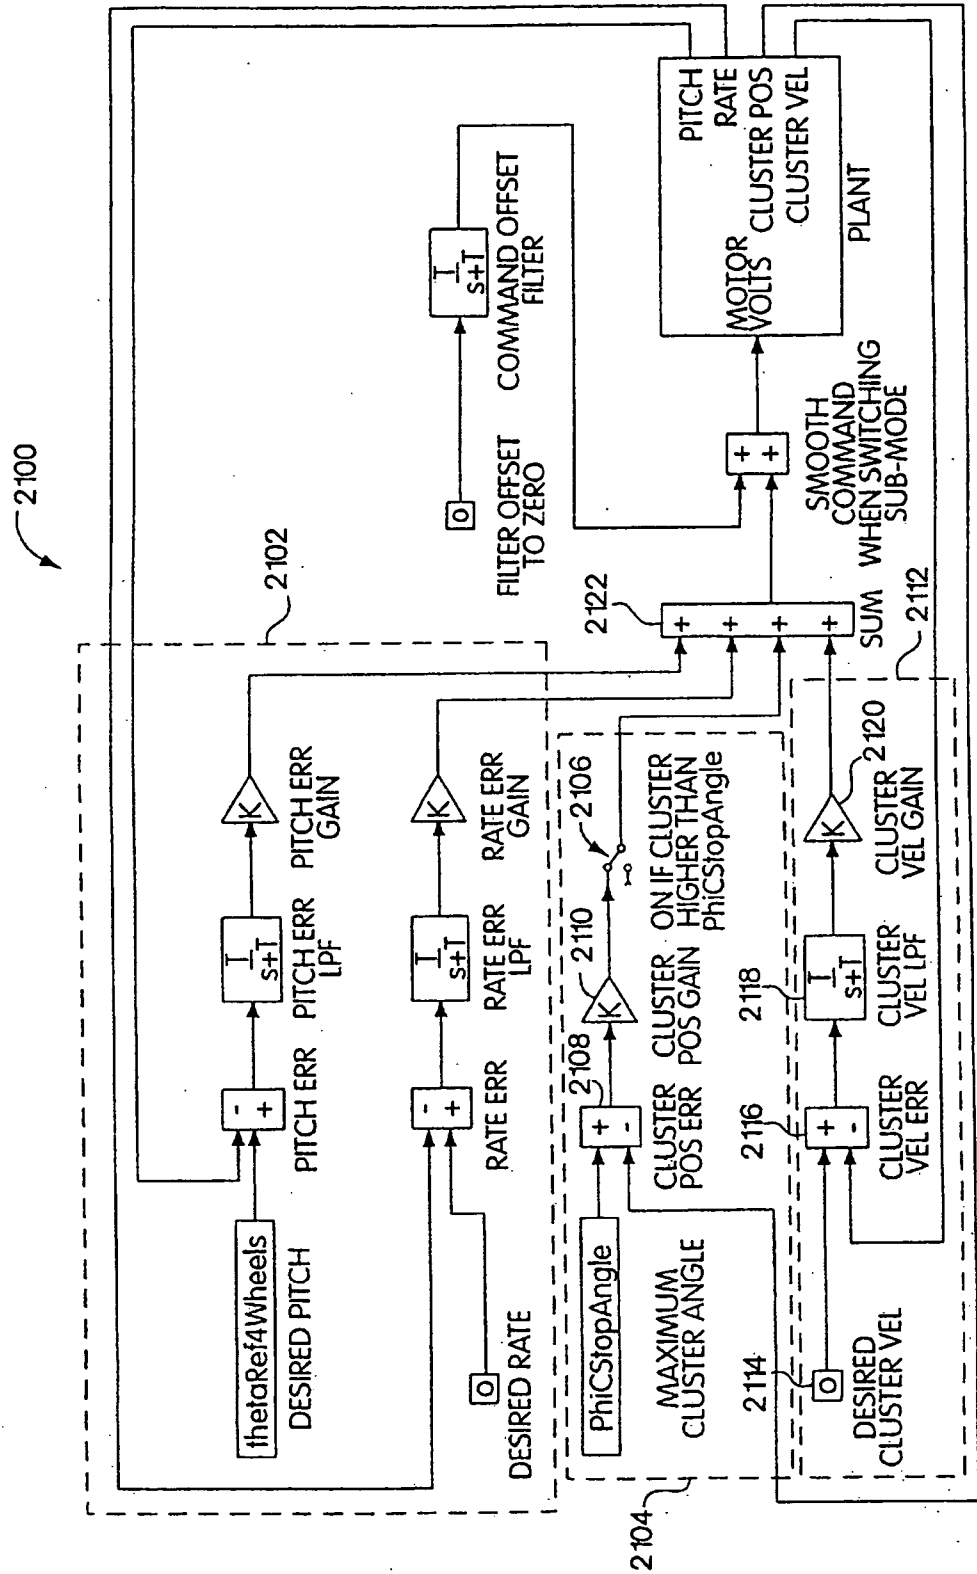 2100
2102
thetaRef4Wheels
DESIRED PITCH
-
+
PITCH ERR
T
s+T
PITCH ERR
LPF
K
PITCH ERR
GAIN
0
DESIRED RATE
-
+
RATE ERR
T
s+T
RATE ERR
LPF
K
RATE ERR
GAIN
0
FILTER OFFSET
TO ZERO
T
s+T
COMMAND OFFSET
FILTER
2104
PhiCStopAngle
MAXIMUM
CLUSTER ANGLE
2108
+
-
CLUSTER
POS ERR
2110
K
CLUSTER
POS GAIN
2106
ON IF CLUSTER
HIGHER THAN
PhiCStopAngle
2112
2114
0
DESIRED
CLUSTER VEL
2116
+
-
CLUSTER
VEL ERR
2118
T
s+T
CLUSTER
VEL LPF
K
2120
CLUSTER
VEL GAIN
2122
+
+
+
+
SUM
+
+
SMOOTH
COMMAND
WHEN SWITCHING
SUB-MODE
MOTOR
VOLTS
PITCH
RATE
CLUSTER POS
CLUSTER VEL
PLANT